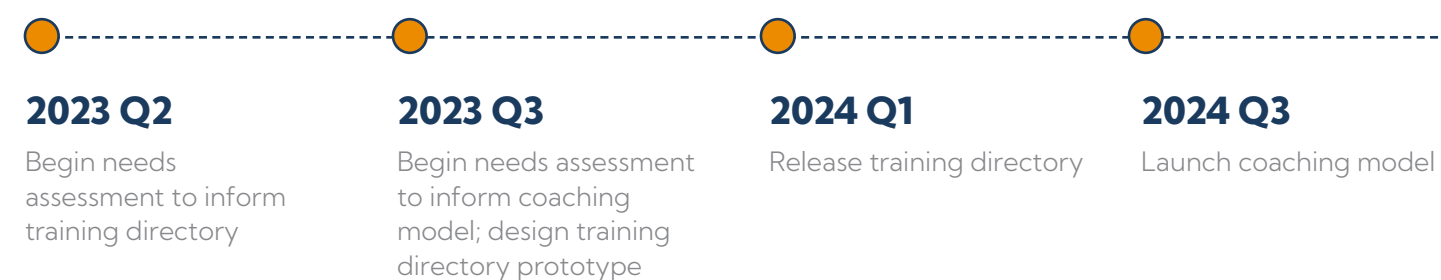 2023 Q2
Begin needs
assessment to inform
training directory
2023 Q3
Begin needs assessment
to inform coaching
model; design training
directory prototype
2024 Q1
Release training directory
2024 Q3
Launch coaching model